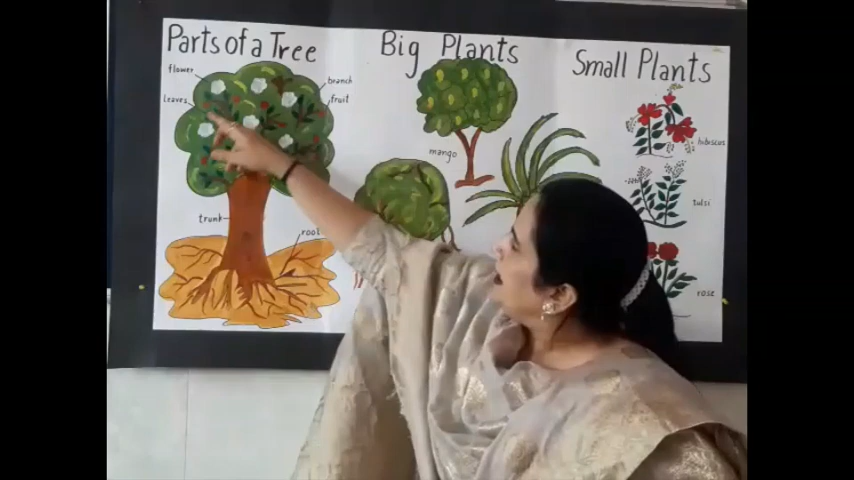 Parts of a Tree
flower
leaves
branch
fruit
trunk
root
Big Plants
mango
Small Plants
hibiscus
tulsi
rose